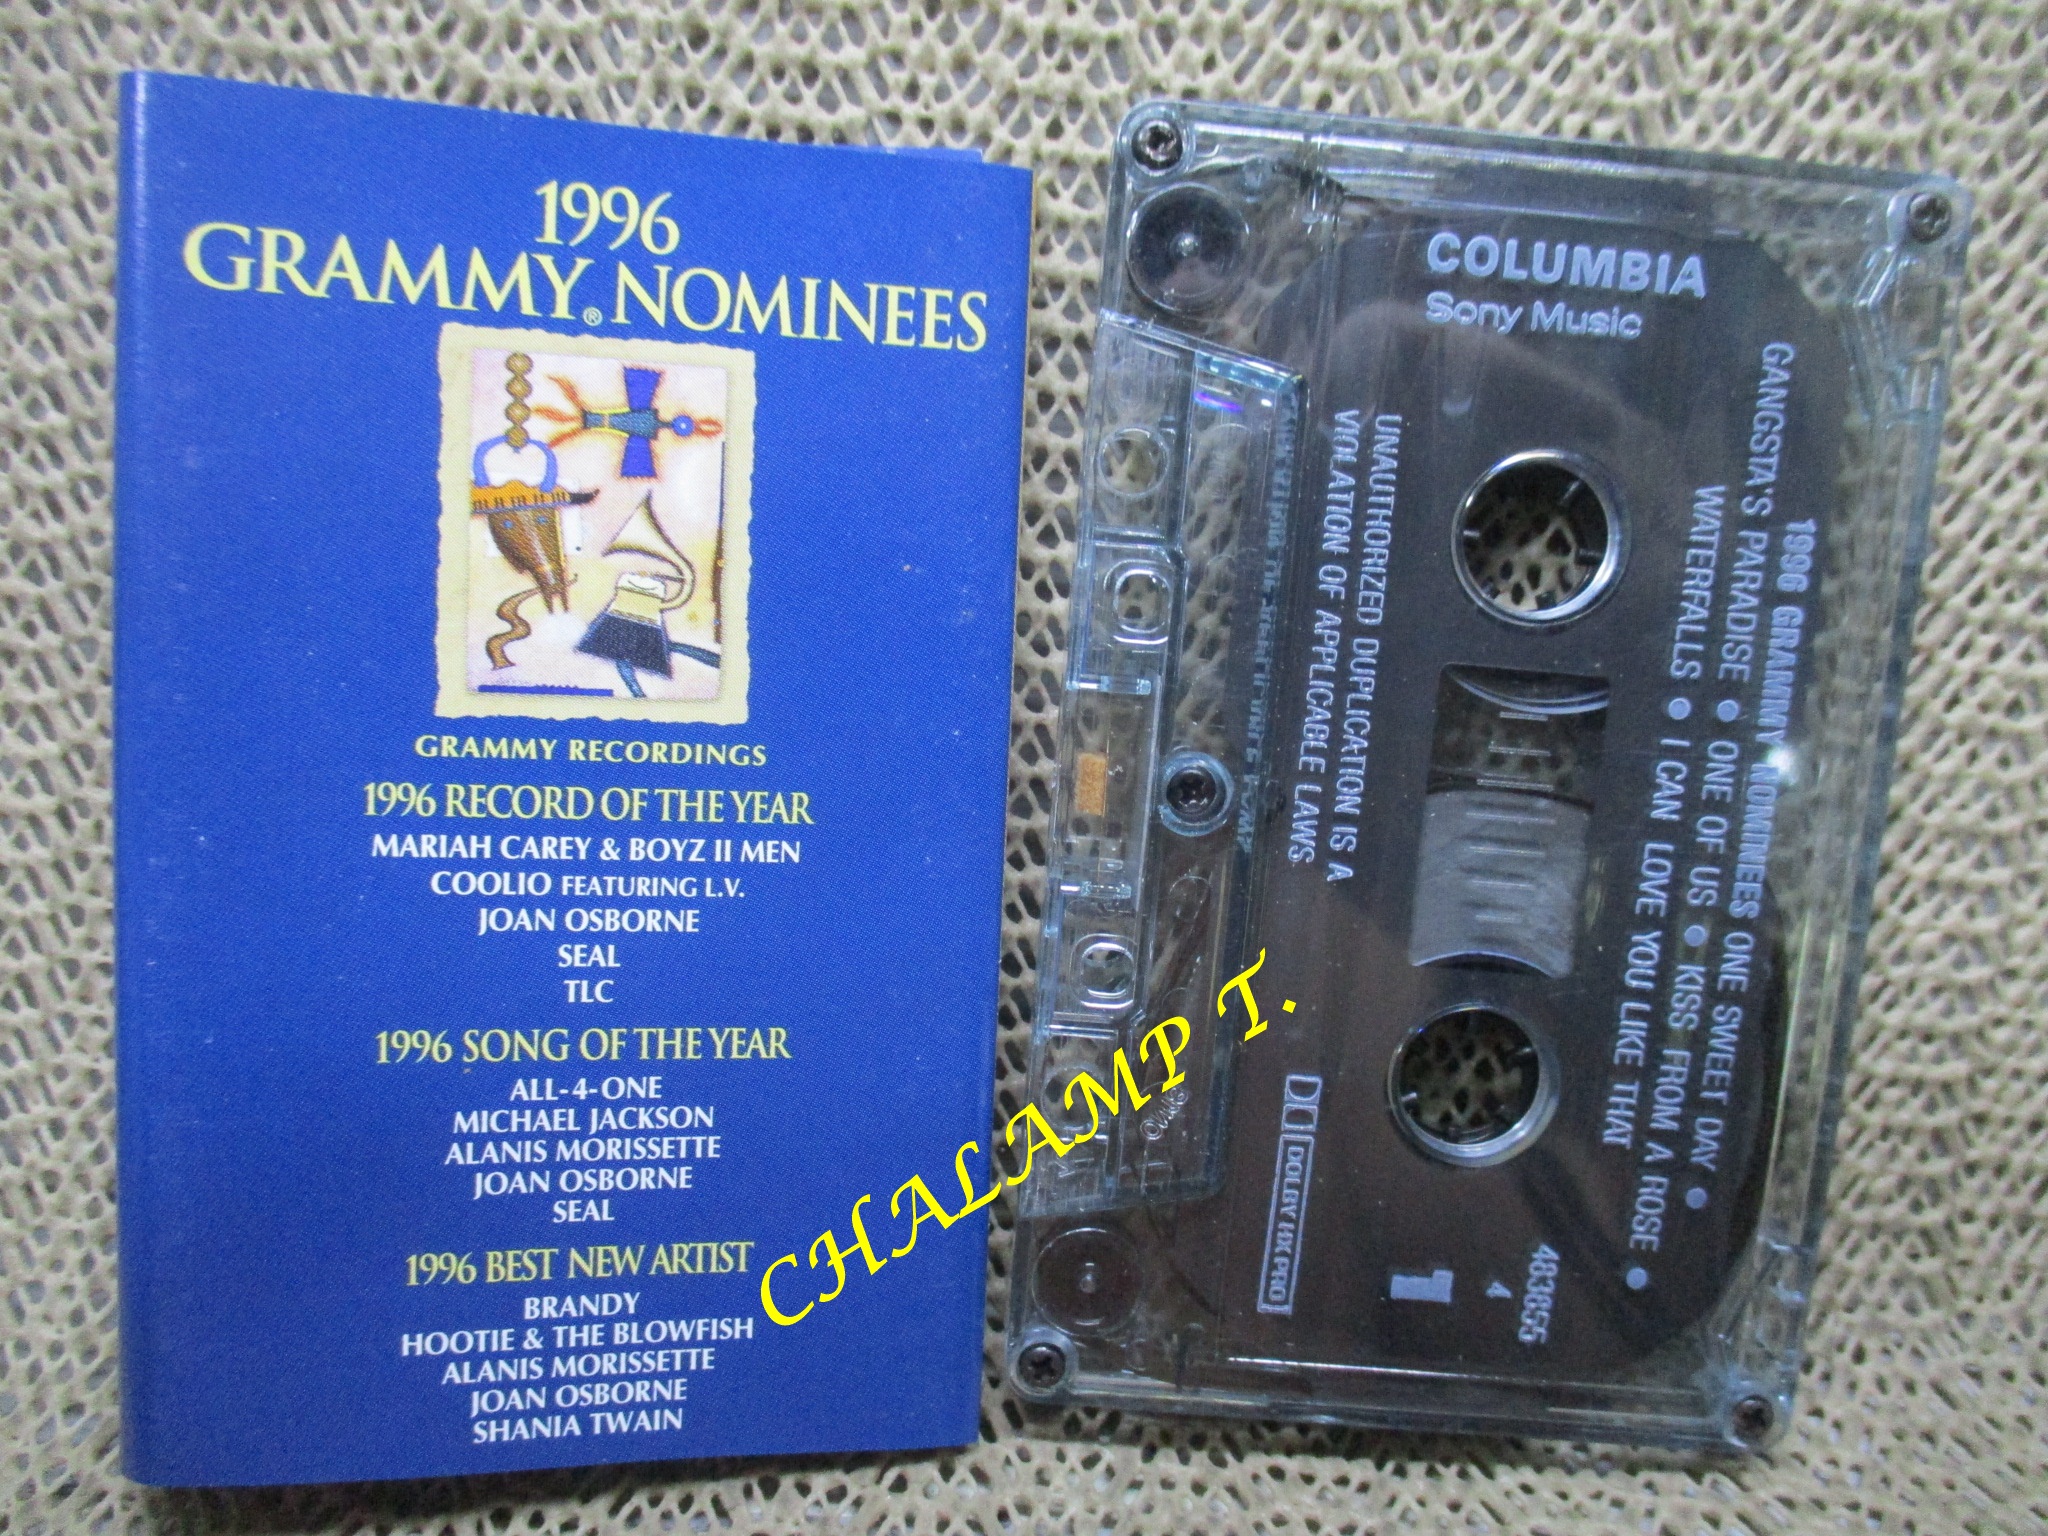 1996
GRAMMY® NOMINEES
GRAMMY RECORDINGS
1996 RECORD OF THE YEAR
MARIAH CAREY & BOYZ II MEN
COOLIO FEATURING L.V.
JOAN OSBORNE
SEAL
TLC
1996 SONG OF THE YEAR
ALL-4-ONE
MICHAEL JACKSON
ALANIS MORISSETTE
JOAN OSBORNE
SEAL
1996 BEST NEW ARTIST
BRANDY
HOOTIE & THE BLOWFISH
ALANIS MORISSETTE
JOAN OSBORNE
SHANIA TWAIN
CHALAMP T.
COLUMBIA
Sony Music
1996 GRAMMY NOMINEES ONE SWEET DAY •
GANGSTA'S PARADISE • ONE OF US • KISS FROM A ROSE •
WATERFALLS • I CAN LOVE YOU LIKE THAT
483855
4
1
UNAUTHORIZED DUPLICATION IS A
VIOLATION OF APPLICABLE LAWS
DOLBY HX PRO